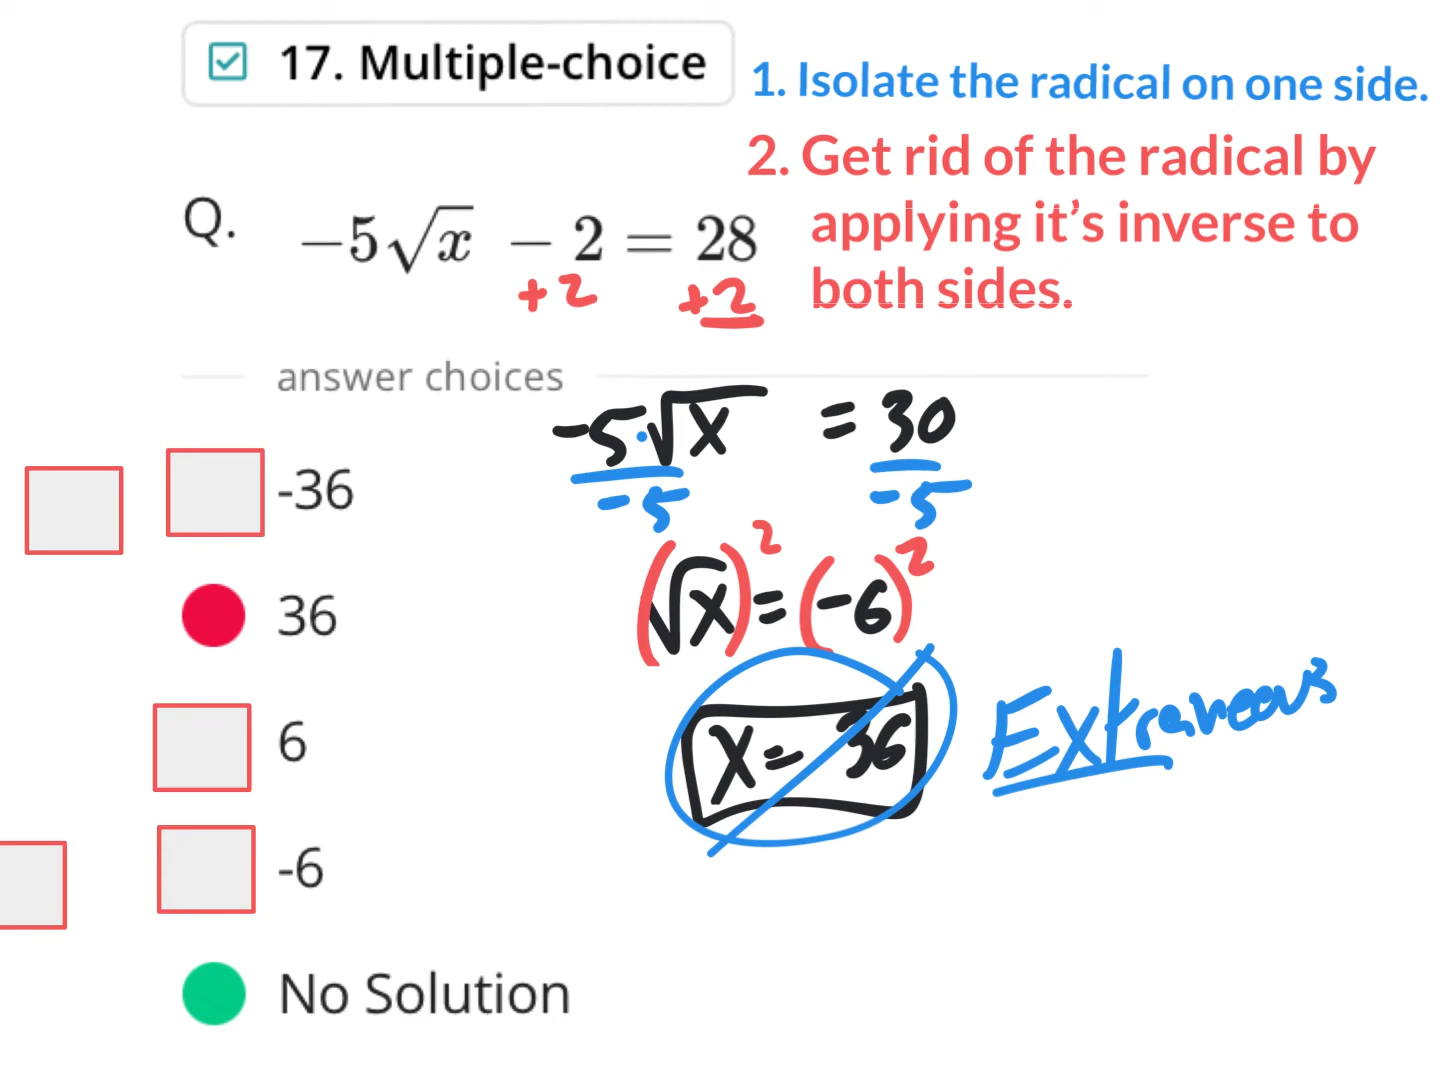 17. Multiple-choice
1. Isolate the radical on one side.
2. Get rid of the radical by
applying it's inverse to
both sides.
Q. −5√x − 2 = 28
+2 +2
answer choices
-5·√x = 30
-5 -5
-36
(√x)² = (-6)²
36
x = 36
Extraneous
6
-6
No Solution